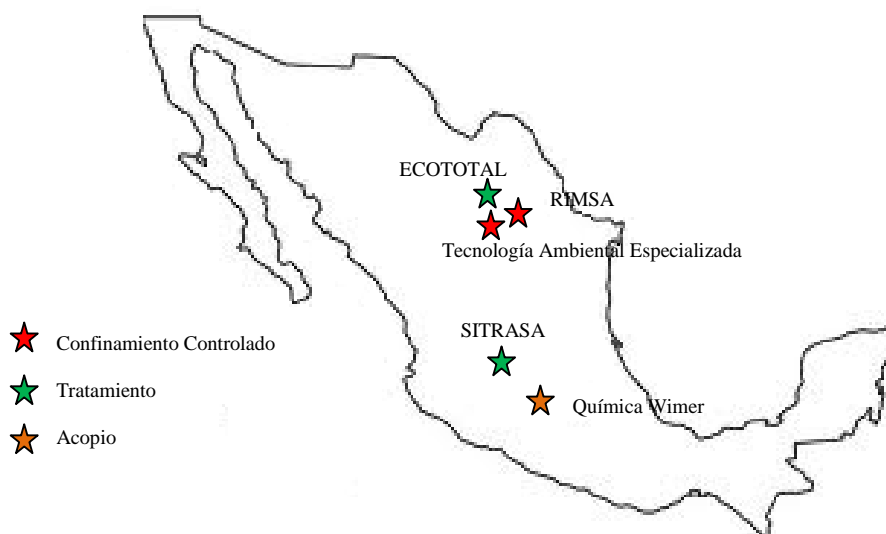 ECOTOTAL
RIMSA
Tecnología Ambiental Especializada
SITRASA
Química Wimer
Confinamiento Controlado
Tratamiento
Acopio